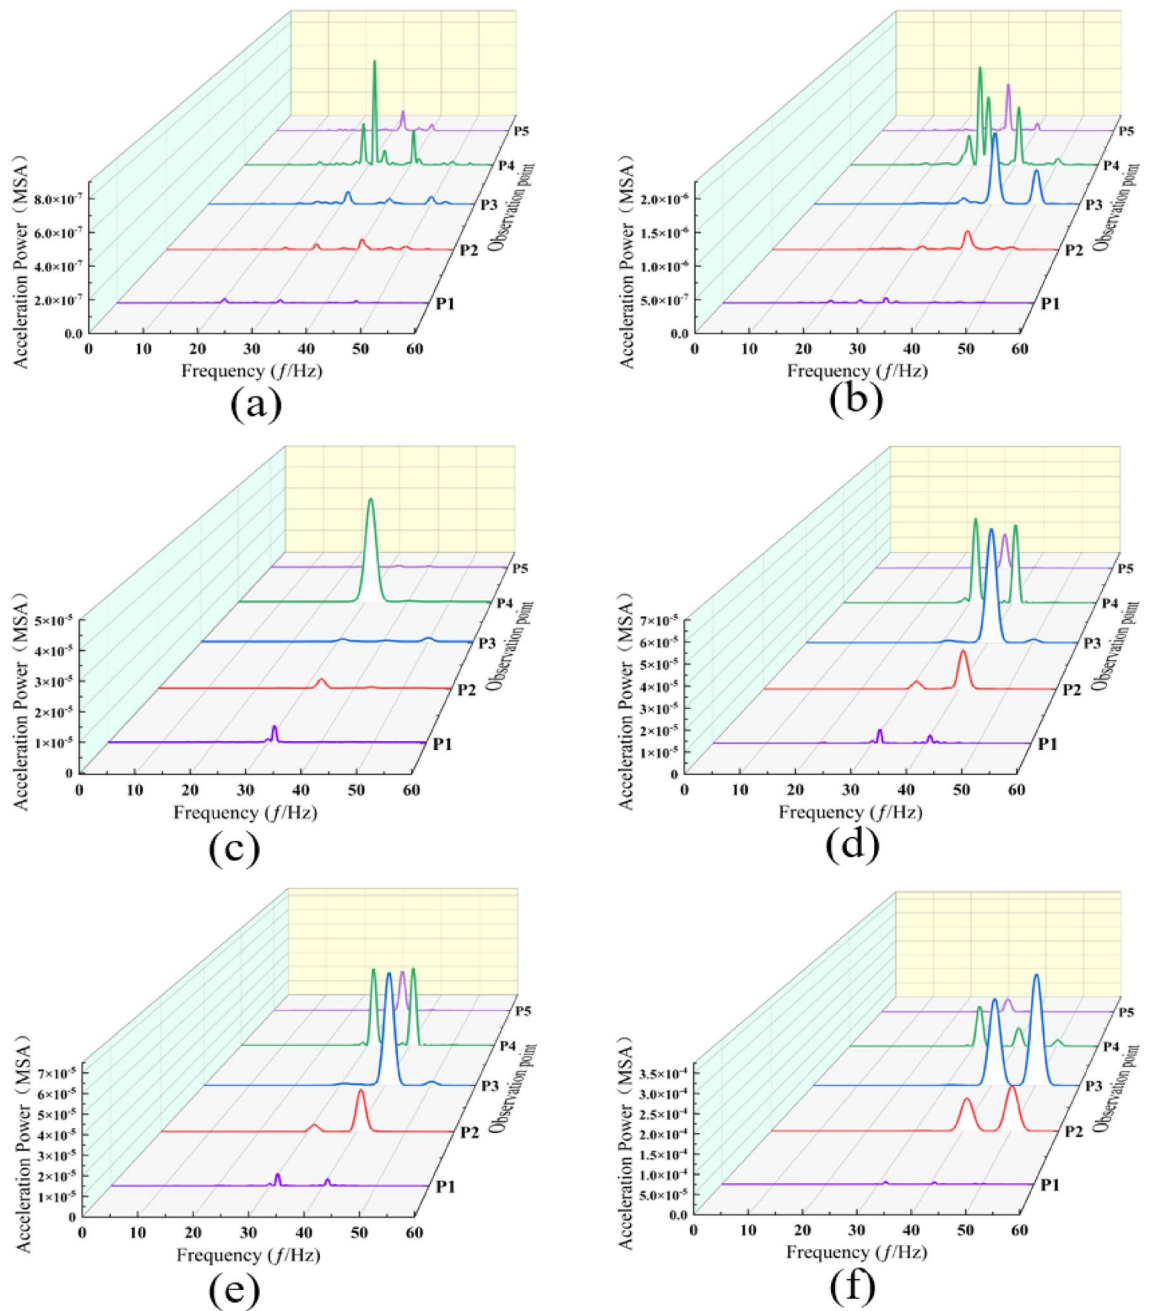 Acceleration Power (MSA)
8.0×10⁻⁷
6.0×10⁻⁷
4.0×10⁻⁷
2.0×10⁻⁷
0.0
0 10 20 30 40 50 60
Frequency (f/Hz)
P5
P4
P3
P2
P1
Observation point
(a)
Acceleration Power (MSA)
2.0×10⁻⁶
1.5×10⁻⁶
1.0×10⁻⁶
5.0×10⁻⁷
0.0
0 10 20 30 40 50 60
Frequency (f/Hz)
P5
P4
P3
P2
P1
Observation point
(b)
Acceleration Power (MSA)
5×10⁻⁵
4×10⁻⁵
3×10⁻⁵
2×10⁻⁵
1×10⁻⁵
0
0 10 20 30 40 50 60
Frequency (f/Hz)
P5
P4
P3
P2
P1
Observation point
(c)
Acceleration Power (MSA)
7×10⁻⁵
6×10⁻⁵
5×10⁻⁵
4×10⁻⁵
3×10⁻⁵
2×10⁻⁵
1×10⁻⁵
0
0 10 20 30 40 50 60
Frequency (f/Hz)
P5
P4
P3
P2
P1
Observation point
(d)
Acceleration Power (MSA)
7×10⁻⁵
6×10⁻⁵
5×10⁻⁵
4×10⁻⁵
3×10⁻⁵
2×10⁻⁵
1×10⁻⁵
0
0 10 20 30 40 50 60
Frequency (f/Hz)
P5
P4
P3
P2
P1
Observation point
(e)
Acceleration Power (MSA)
3.5×10⁻⁴
3.0×10⁻⁴
2.5×10⁻⁴
2.0×10⁻⁴
1.5×10⁻⁴
1.0×10⁻⁴
5.0×10⁻⁵
0.0
0 10 20 30 40 50 60
Frequency (f/Hz)
P5
P4
P3
P2
P1
Observation point
(f)